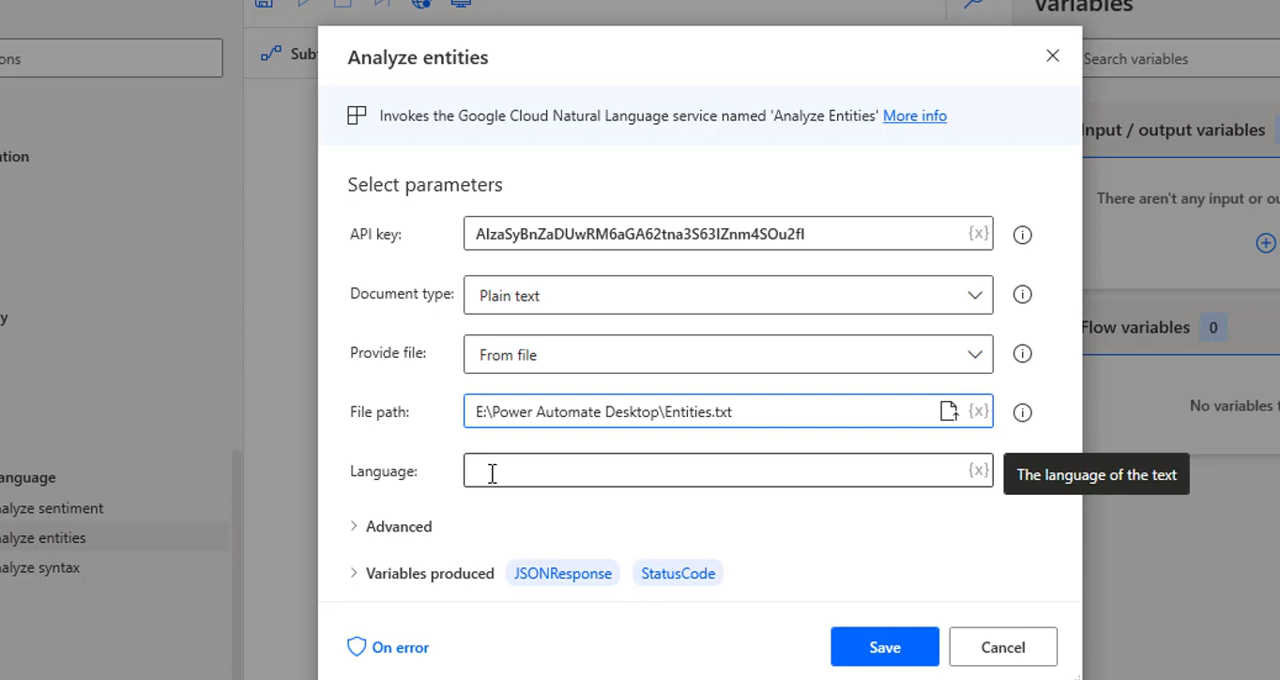 Variables
ons
Sub
Analyze entities
Search variables
Invokes the Google Cloud Natural Language service named 'Analyze Entities' More info
Input / output variables
tion
Select parameters
There aren't any input or ou
API key: AIzaSyBnZaDUwRM6aGA62tna3S63IZnm4SOu2fI {x}
Document type: Plain text
y
Flow variables 0
Provide file: From file
No variables t
File path: E:\Power Automate Desktop\Entities.txt {x}
Language: {x}
The language of the text
anguage
alyze sentiment
Advanced
alyze entities
alyze syntax
Variables produced JSONResponse StatusCode
On error Save Cancel